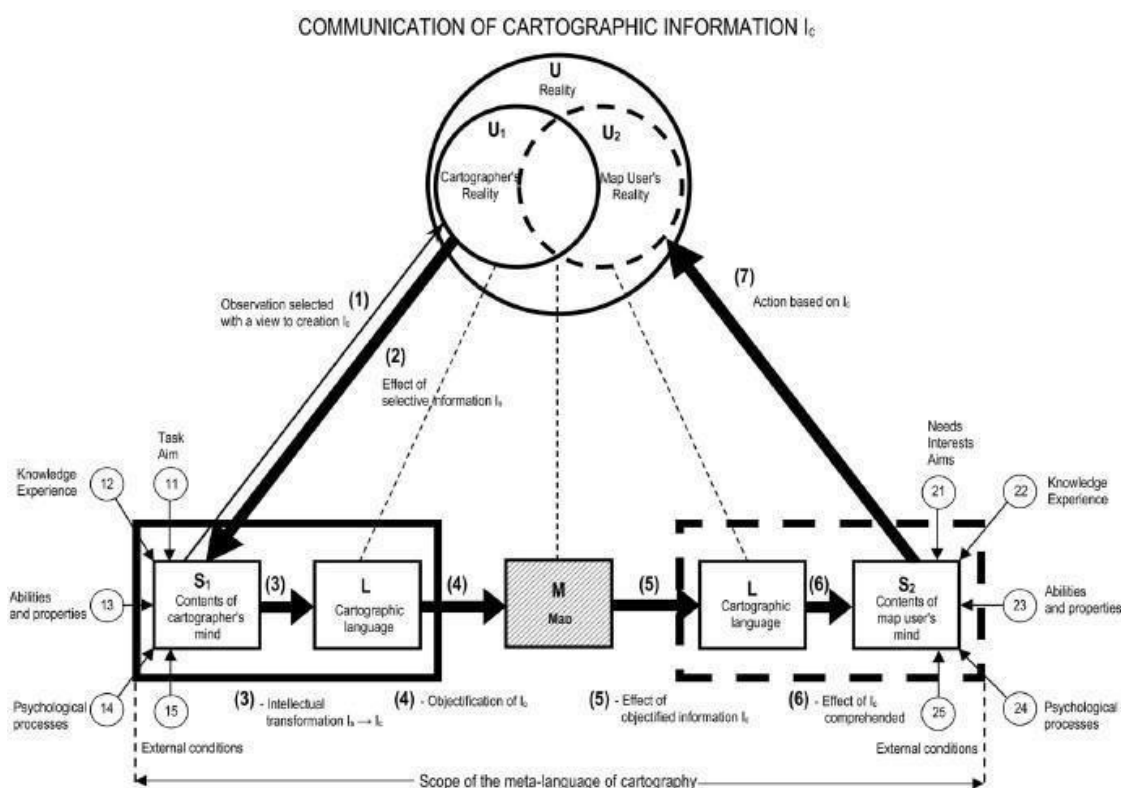 COMMUNICATION OF CARTOGRAPHIC INFORMATION Ic
U
Reality
U1
U2
Cartographer's
Reality
Map User's
Reality
(1)
Observation selected
with a view to creation Ic
(2)
Effect of
selective information Is
(7)
Action based on Ic
Task
Aim
Knowledge
Experience
12
11
Needs
Interests
Aims
21
22
Knowledge
Experience
Abilities
and properties
13
S1
Contents of
cartographer's
mind
(3)
L
Cartographic
language
(4)
M
Map
(5)
L
Cartographic
language
(6)
S2
Contents of
map user's
mind
23
Abilities
and properties
Psychological
processes
14
15
External conditions
(3) - Intellectual
transformation Is → Ic
(4) - Objectification of Ic
(5) - Effect of
objectified information Ic
(6) - Effect of Ic
comprehended
25
External conditions
24
Psychological
processes
Scope of the meta-language of cartography